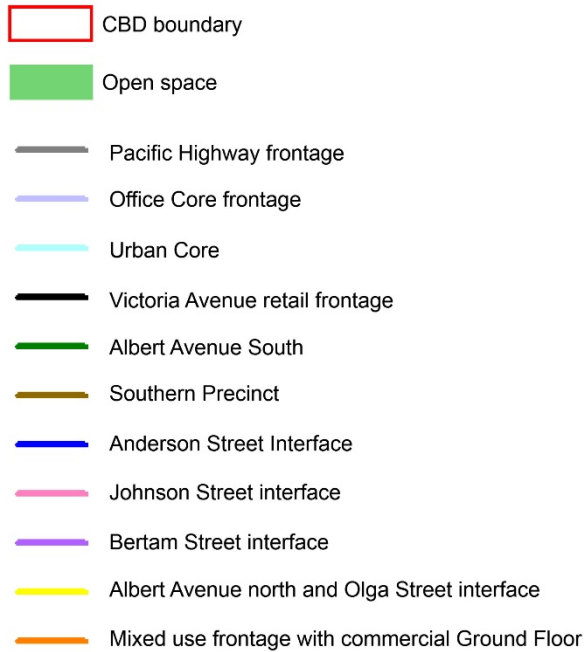 CBD boundary
Open space
Pacific Highway frontage
Office Core frontage
Urban Core
Victoria Avenue retail frontage
Albert Avenue South
Southern Precinct
Anderson Street Interface
Johnson Street interface
Bertam Street interface
Albert Avenue north and Olga Street interface
Mixed use frontage with commercial Ground Floor